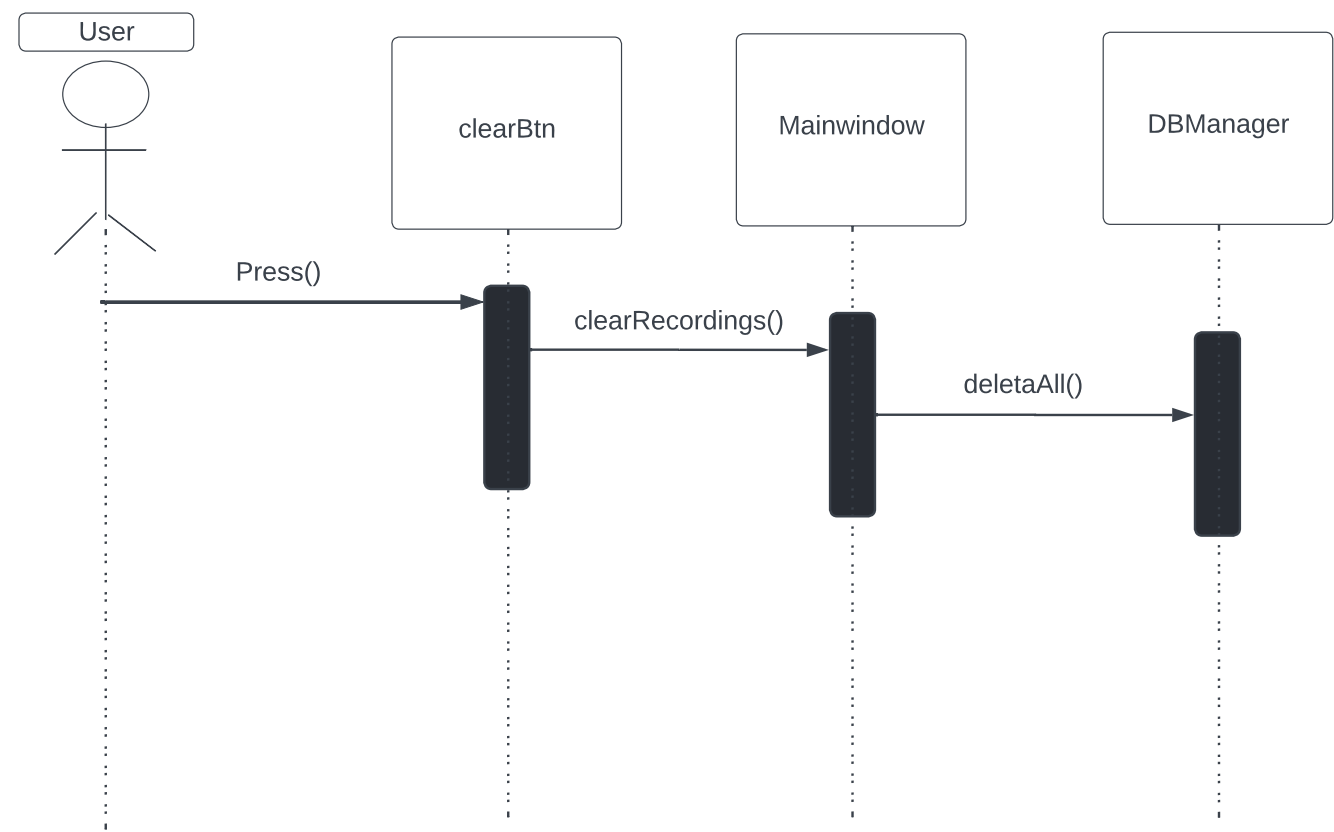 User
clearBtn
Mainwindow
DBManager
Press()
clearRecordings()
deletaAll()